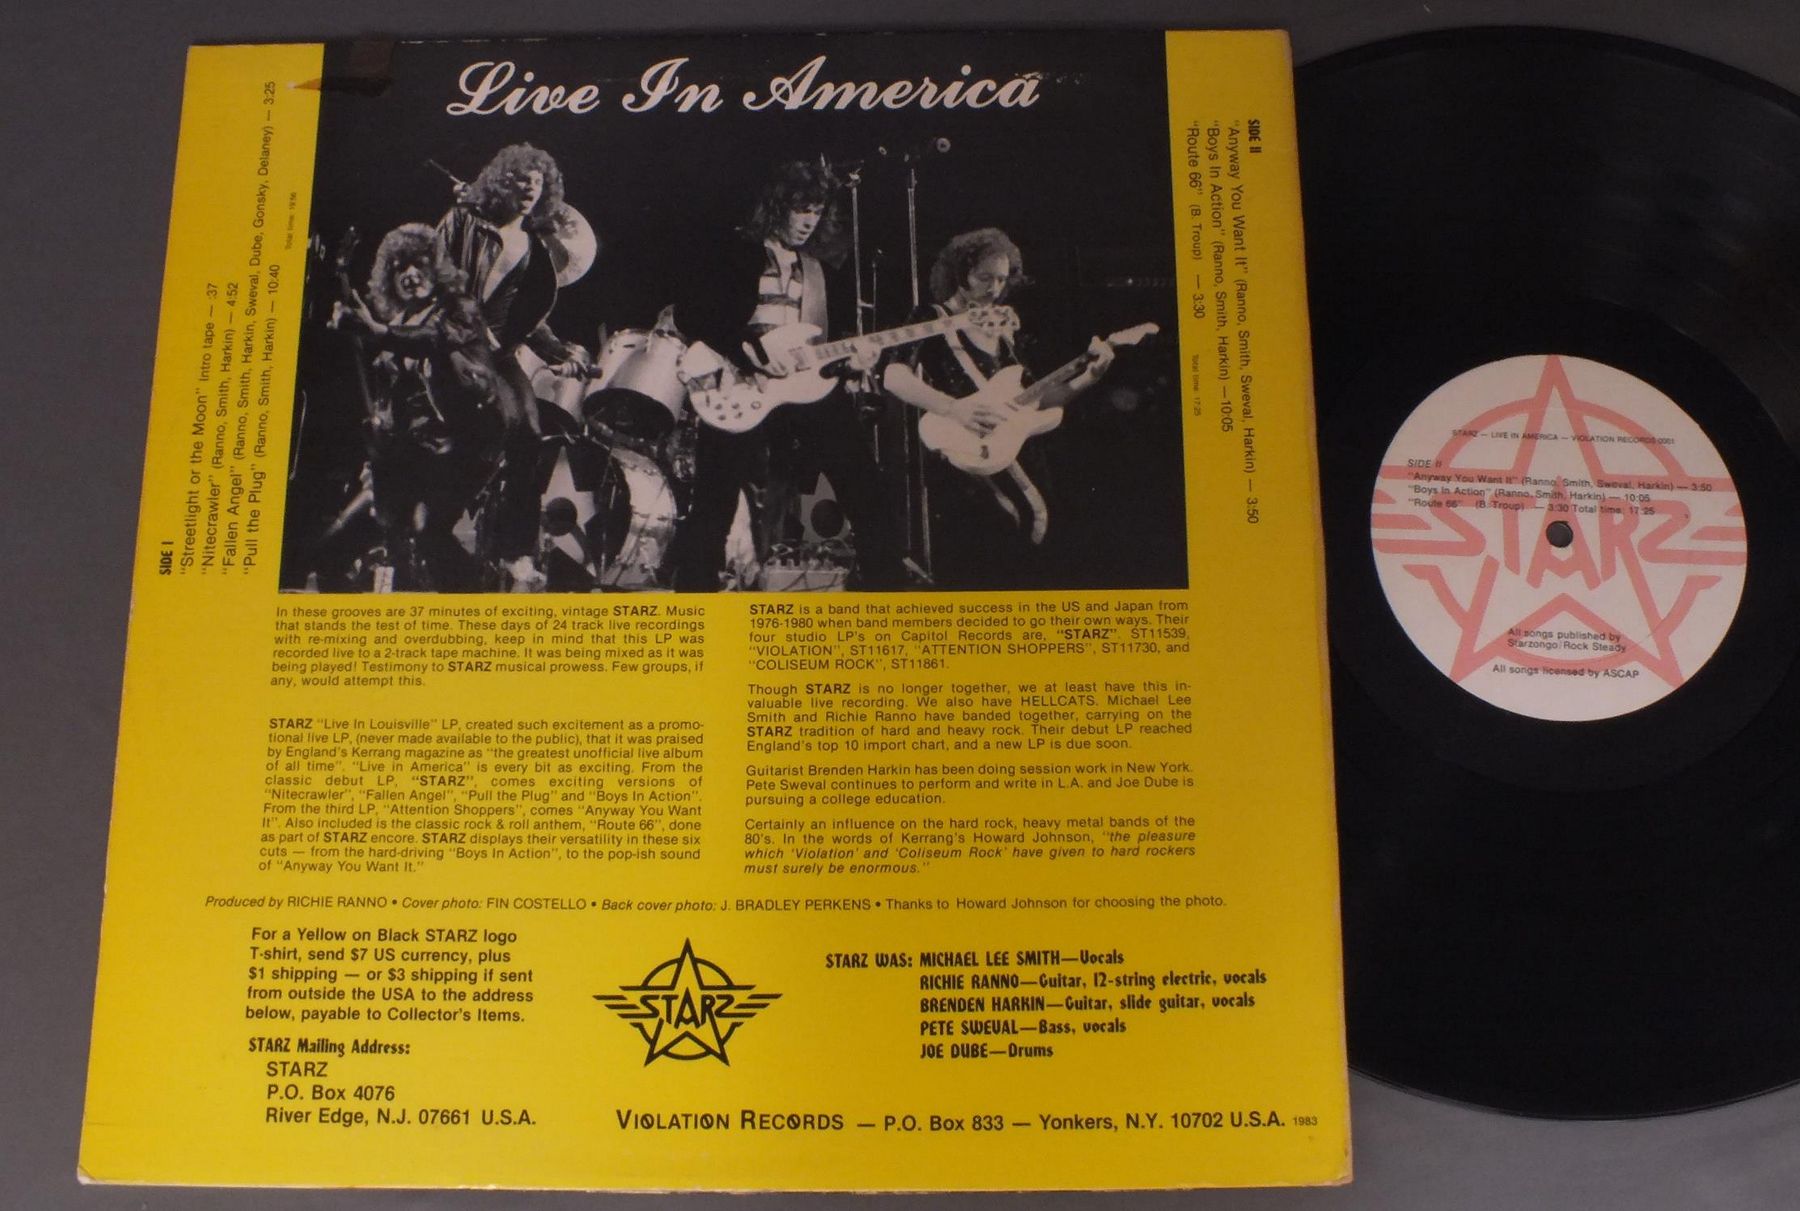 Live In America
SIDE I
"Streetlight or the Moon" Intro tape — :37
"Nitecrawler" (Ranno, Smith, Harkin) — 4:52
"Fallen Angel" (Ranno, Smith, Harkin, Sweval, Dube, Gonsky, Delaney) — 3:25
"Pull the Plug" (Ranno, Smith, Harkin) — 10:40
Total time: 19:56
SIDE II
"Anyway You Want It" (Ranno, Smith, Sweval, Harkin) — 3:50
"Boys In Action" (Ranno, Smith, Harkin) —10:05
"Route 66" (B. Troup) — 3:30
Total time: 17:25
In these grooves are 37 minutes of exciting, vintage STARZ. Music
that stands the test of time. These days of 24 track live recordings
with re-mixing and overdubbing, keep in mind that this LP was
recorded live to a 2-track tape machine. It was being mixed as it was
being played! Testimony to STARZ musical prowess. Few groups, if
any, would attempt this.
STARZ "Live In Louisville" LP, created such excitement as a promo-
tional live LP, (never made available to the public), that it was praised
by England's Kerrang magazine as "the greatest unofficial live album
of all time". "Live in America" is every bit as exciting. From the
classic debut LP, "STARZ", comes exciting versions of
"Nitecrawler", "Fallen Angel", "Pull the Plug" and "Boys In Action".
From the third LP, "Attention Shoppers", comes "Anyway You Want
It". Also included is the classic rock & roll anthem, "Route 66", done
as part of STARZ encore. STARZ displays their versatility in these six
cuts — from the hard-driving "Boys In Action", to the pop-ish sound
of "Anyway You Want It."
STARZ is a band that achieved success in the US and Japan from
1976-1980 when band members decided to go their own ways. Their
four studio LP's on Capitol Records are, "STARZ". ST11539,
"VIOLATION", ST11617, "ATTENTION SHOPPERS", ST11730, and
"COLISEUM ROCK", ST11861.
Though STARZ is no longer together, we at least have this in-
valuable live recording. We also have HELLCATS. Michael Lee
Smith and Richie Ranno have banded together, carrying on the
STARZ tradition of hard and heavy rock. Their debut LP reached
England's top 10 import chart, and a new LP is due soon.
Guitarist Brenden Harkin has been doing session work in New York.
Pete Sweval continues to perform and write in L.A. and Joe Dube is
pursuing a college education.
Certainly an influence on the hard rock, heavy metal bands of the
80's. In the words of Kerrang's Howard Johnson, "the pleasure
which 'Violation' and 'Coliseum Rock' have given to hard rockers
must surely be enormous."
Produced by RICHIE RANNO • Cover photo: FIN COSTELLO • Back cover photo: J. BRADLEY PERKENS • Thanks to Howard Johnson for choosing the photo.
For a Yellow on Black STARZ logo
T-shirt, send $7 US currency, plus
$1 shipping — or $3 shipping if sent
from outside the USA to the address
below, payable to Collector's Items.
STARZ Mailing Address:
STARZ
P.O. Box 4076
River Edge, N.J. 07661 U.S.A.
STARZ
STARZ WAS: MICHAEL LEE SMITH—Vocals
RICHIE RANNO—Guitar, 12-string electric, vocals
BRENDEN HARKIN—Guitar, slide guitar, vocals
PETE SWEVAL—Bass, vocals
JOE DUBE—Drums
VIOLATION RECORDS — P.O. Box 833 — Yonkers, N.Y. 10702 U.S.A. 1983
STARZ — LIVE IN AMERICA — VIOLATION RECORDS 0001
SIDE II
"Anyway You Want It" (Ranno, Smith, Sweval, Harkin) — 3:50
"Boys In Action" (Ranno, Smith, Harkin) — 10:05
"Route 66" (B. Troup) — 3:30 Total time: 17:25
STARZ
All songs published by
Starzongo/Rock Steady
All songs licensed by ASCAP